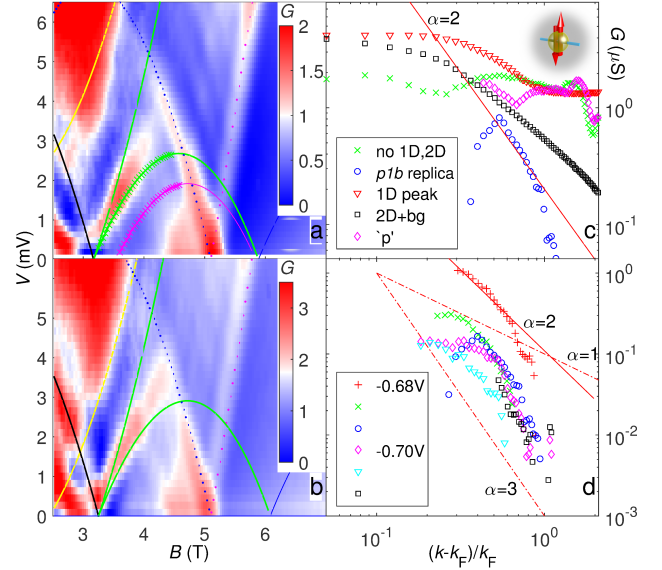 G
2
1.5
1
0.5
0
6
5
4
3
2
1
0
a
V (mV)
G
3
2
1
0
5
4
3
2
1
0
b
3
4
5
6
B (T)
α=2
G (μS)
10⁰
10⁻¹
no 1D,2D
p1b replica
1D peak
2D+bg
`p'
c
10⁰
10⁻¹
10⁻²
10⁻³
α=2
α=1
α=3
-0.68V
-0.70V
d
10⁻¹
10⁰
(k-k_F)/k_F